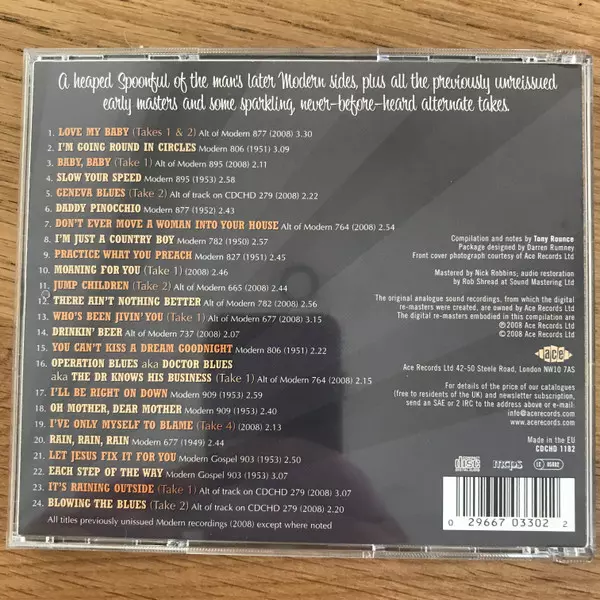 A heaped Spoonful of the man's later Modern sides, plus all the previously unreissued
early masters and some sparkling, never-before-heard alternate takes.
1. LOVE MY BABY (Takes 1 & 2) Alt of Modern 877 (2008) 3.30
2. I'M GOING ROUND IN CIRCLES Modern 806 (1951) 3.09
3. BABY, BABY (Take 1) Alt of Modern 895 (2008) 2.11
4. SLOW YOUR SPEED Modern 895 (1953) 2.58
5. GENEVA BLUES (Take 2) Alt of track on CDCHD 279 (2008) 2.22
6. DADDY PINOCCHIO Modern 877 (1952) 2.43
7. DON'T EVER MOVE A WOMAN INTO YOUR HOUSE Alt of Modern 764 (2008) 2.54
8. I'M JUST A COUNTRY BOY Modern 782 (1950) 2.57
9. PRACTICE WHAT YOU PREACH Modern 827 (1951) 2.45
10. MOANING FOR YOU (Take 1) (2008) 2.46
11. JUMP CHILDREN (Take 2) Alt of Modern 665 (2008) 2.44
12. THERE AIN'T NOTHING BETTER Alt of Modern 782 (2008) 2.56
13. WHO'S BEEN JIVIN' YOU (Take 1) Alt of Modern 677 (2008) 2.35
14. DRINKIN' BEER Alt of Modern 737 (2008) 2.07
15. YOU CAN'T KISS A DREAM GOODNIGHT Modern 806 (1951) 2.22
16. OPERATION BLUES aka DOCTOR BLUES
aka THE DR KNOWS HIS BUSINESS (Take 1) Alt of Modern 764 (2008) 2.15
17. I'LL BE RIGHT ON DOWN Modern 909 (1953) 2.59
18. OH MOTHER, DEAR MOTHER Modern 909 (1953) 2.40
19. I'VE ONLY MYSELF TO BLAME (Take 4) (2008) 2.13
20. RAIN, RAIN, RAIN Modern 677 (1949) 2.44
21. LET JESUS FIX IT FOR YOU Modern Gospel 903 (1953) 2.30
22. EACH STEP OF THE WAY Modern Gospel 903 (1953) 3.07
23. IT'S RAINING OUTSIDE (Take 1) Alt of track on CDCHD 279 (2008) 3.07
24. BLOWING THE BLUES (Take 2) Alt of track on CDCHD 279 (2008) 2.20
All titles previously unissued Modern recordings (2008) except where noted
Compilation and notes by Tony Rounce
Package designed by Darren Rumney
Front cover photograph courtesy of Ace Records Ltd
Mastered by Nick Robbins; audio restoration
by Rob Shread at Sound Mastering Ltd
The original analogue sound recordings, from which the digital
re-masters were created, are owned by Ace Records Ltd
The digital re-masters embodied in this compilation are
℗2008 Ace Records Ltd
©2008 Ace Records Ltd
ace
Ace Records Ltd 42-50 Steele Road, London NW10 7AS
For details of the price of our catalogues
(free to residents of the UK) and newsletter subscription,
send an SAE or 2 IRC to the address above or e-mail:
info@acerecords.com
www.acerecords.com
Made in the EU
CDCHD 1182
COMPACT disc DIGITAL AUDIO
mcps
0 29667 03302 2